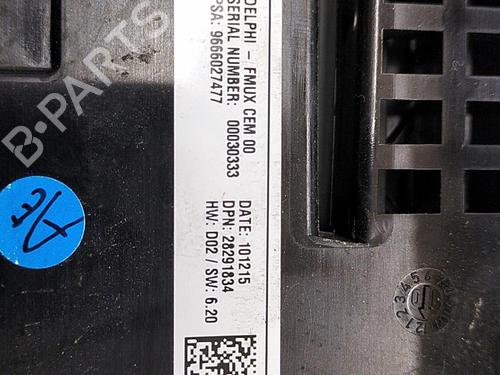 DELPHI - FMUX CEM 00
SERIAL NUMBER: 00030333
PSA: 9666027477
DATE: 101215
DPN: 28291834
HW: D02 / SW: 6.20
B-PARTS